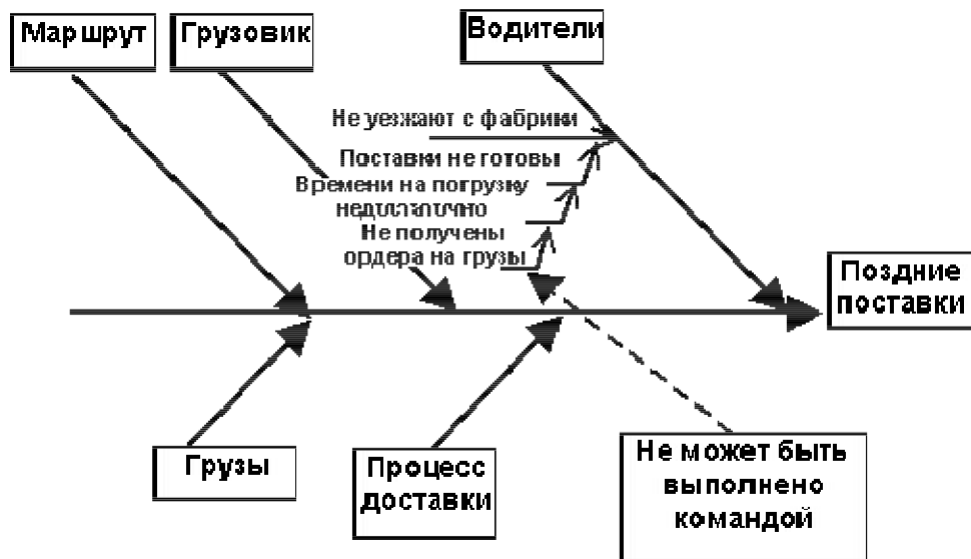 Маршрут
Грузовик
Водители
Не уезжают с фабрики
Поставки не готовы
Времени на погрузку
недостаточно
Не получены
ордера на грузы
Поздние
поставки
Грузы
Процесс
доставки
Не может быть
выполнено
командой